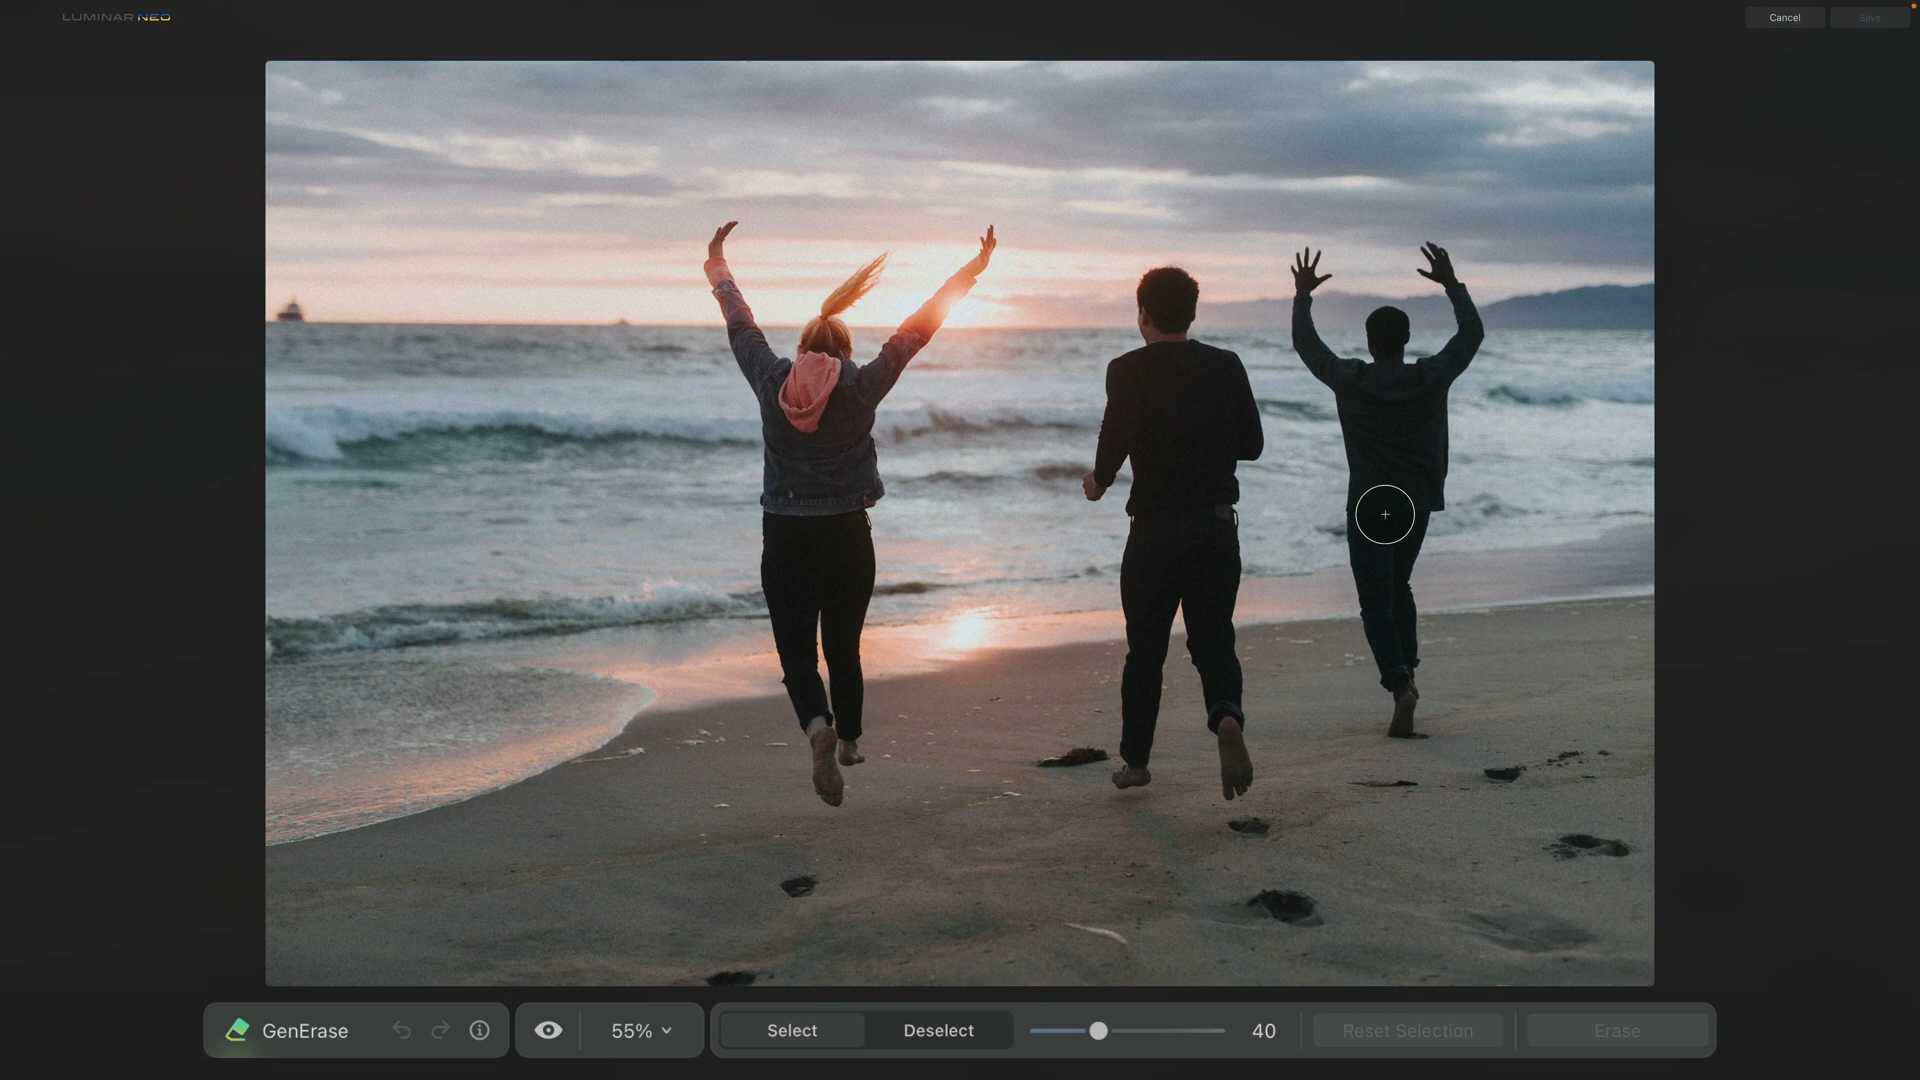 LUMINAR NEO
Cancel
Save
GenErase
55%
Select
Deselect
40
Reset Selection
Erase